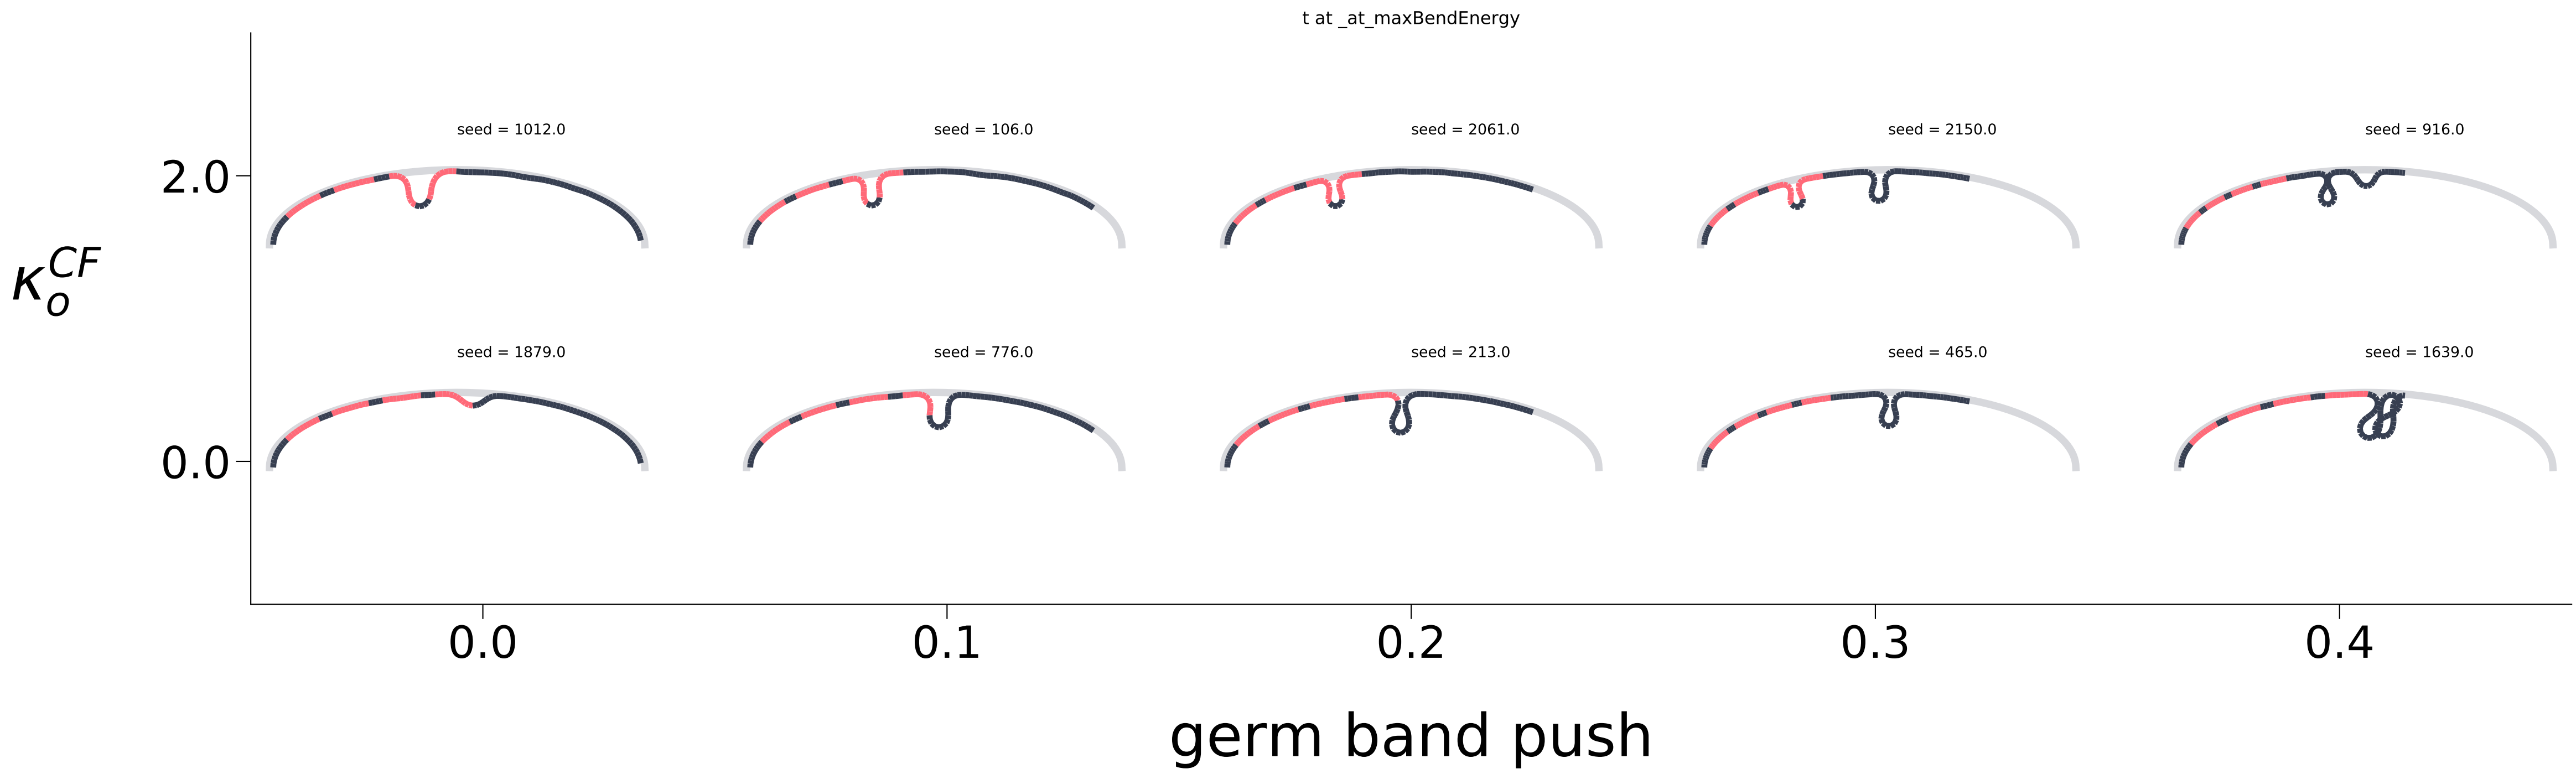 t at _at_maxBendEnergy
seed = 1012.0
seed = 106.0
seed = 2061.0
seed = 2150.0
seed = 916.0
2.0
κ_o^{CF}
seed = 1879.0
seed = 776.0
seed = 213.0
seed = 465.0
seed = 1639.0
0.0
0.0
0.1
0.2
0.3
0.4
germ band push